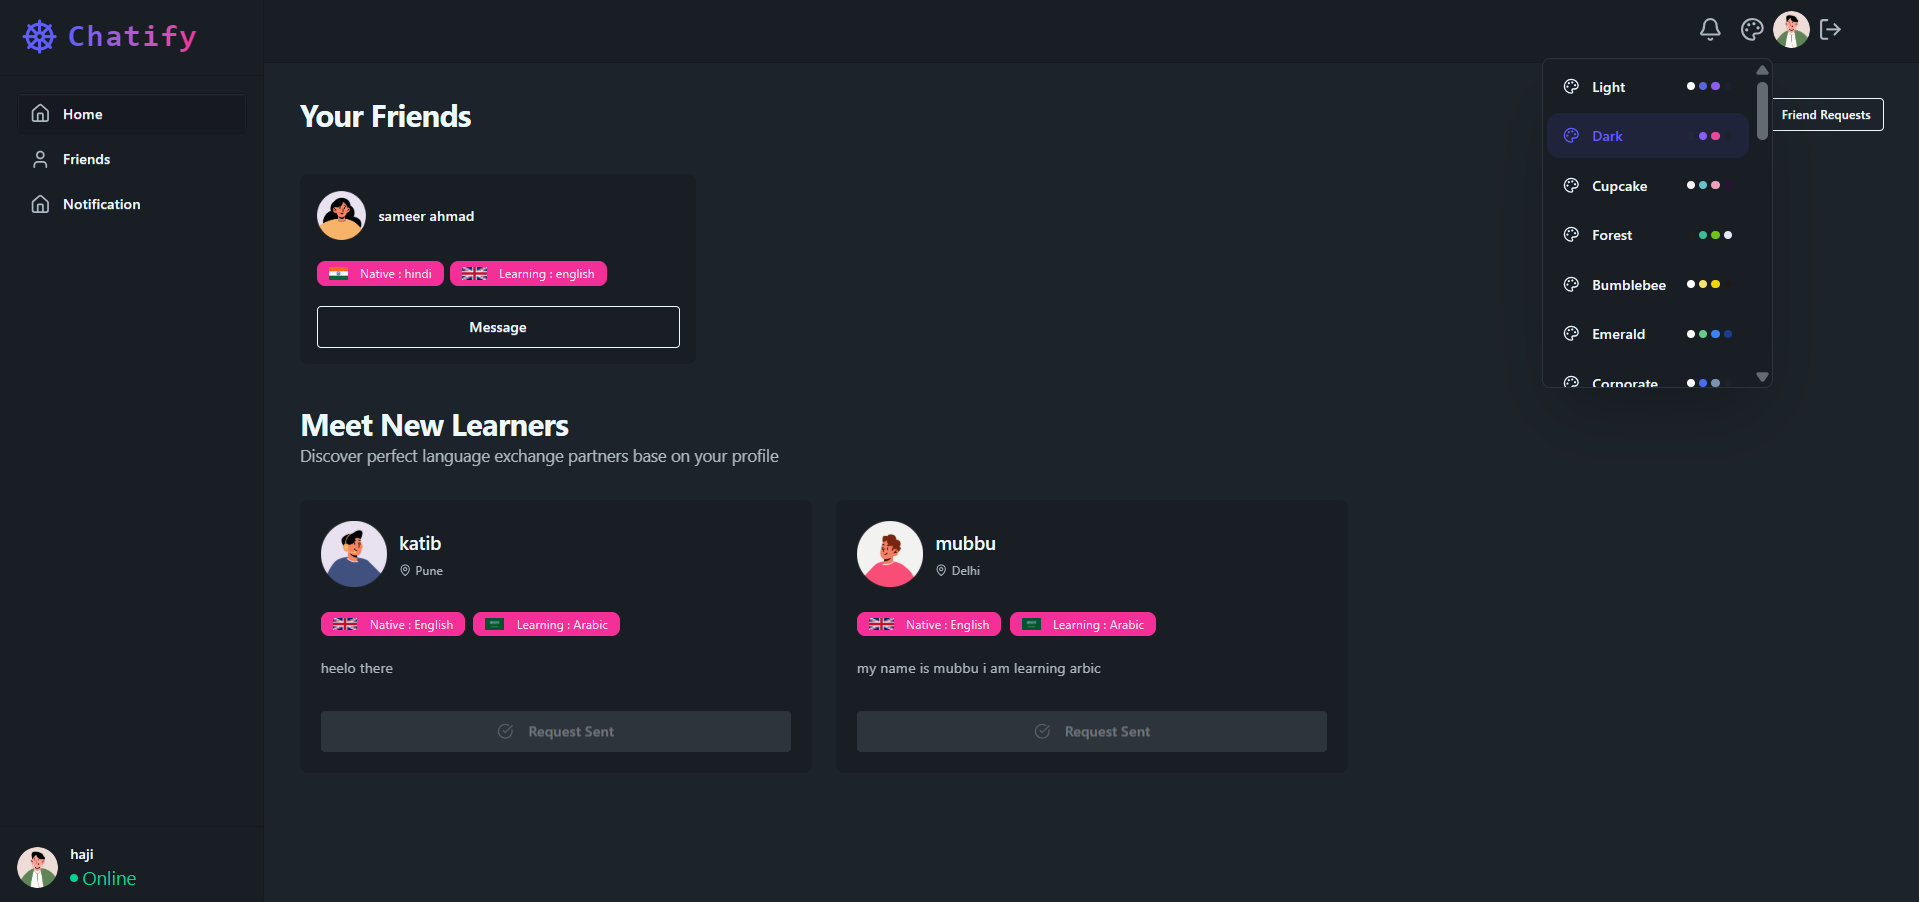 Chatify
Home
Friends
Notification
haji
Online
Your Friends
Friend Requests
sameer ahmad
Native : hindi
Learning : english
Message
Meet New Learners
Discover perfect language exchange partners base on your profile
katib
Pune
Native : English
Learning : Arabic
heelo there
Request Sent
mubbu
Delhi
Native : English
Learning : Arabic
my name is mubbu i am learning arbic
Request Sent
Light
Dark
Cupcake
Forest
Bumblebee
Emerald
Corporate